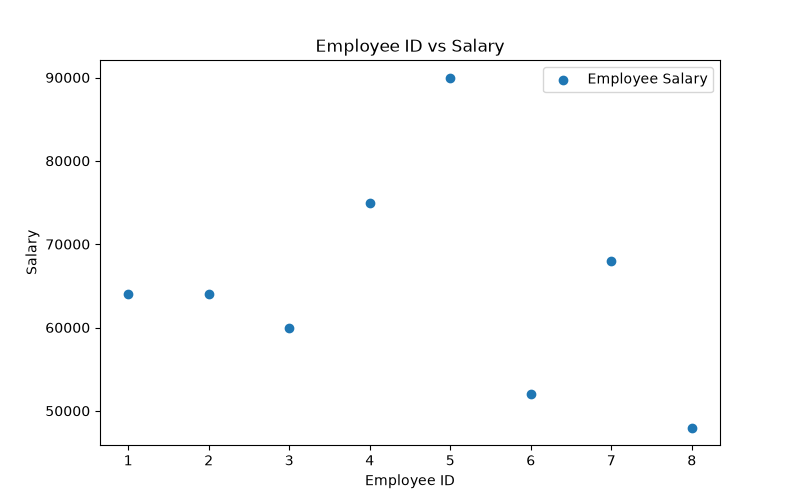 Employee ID vs Salary
Employee Salary
90000
80000
70000
60000
50000
Salary
1 2 3 4 5 6 7 8
Employee ID